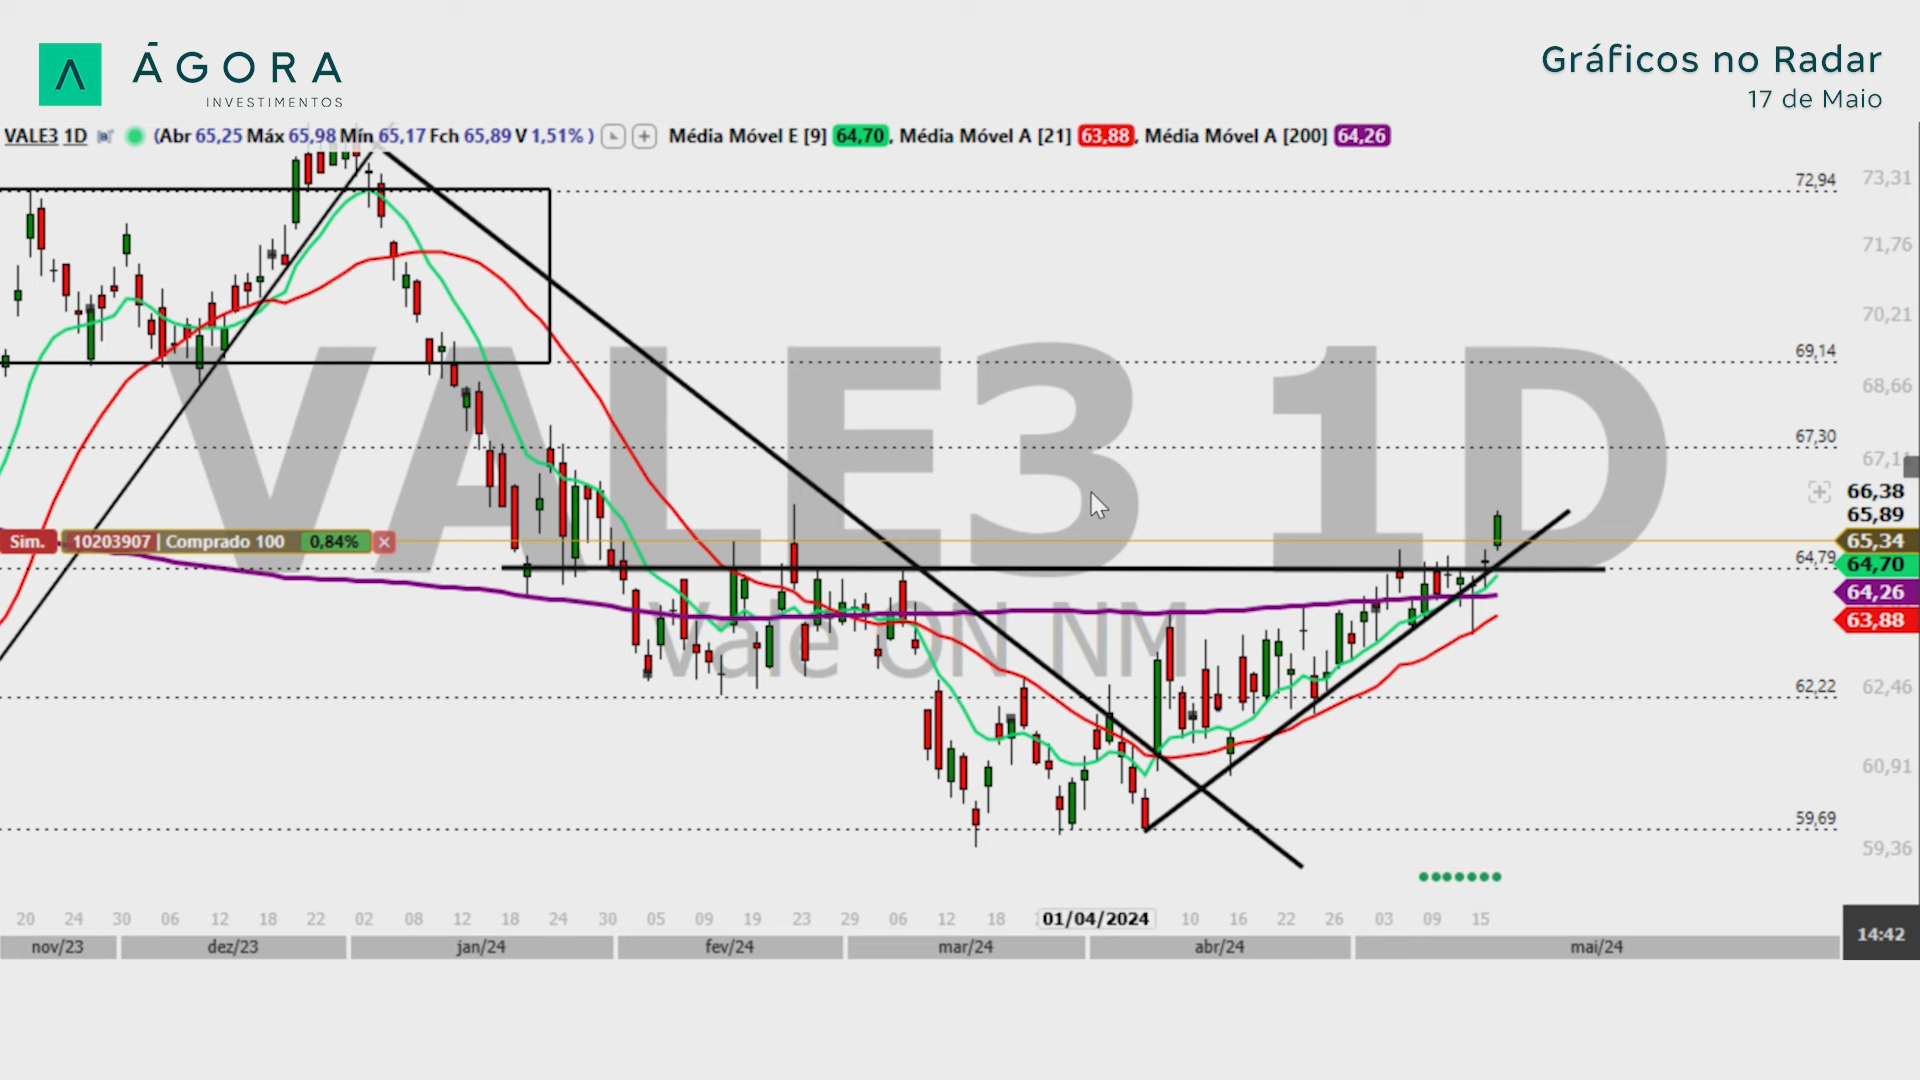 ÁGORA
INVESTIMENTOS
Gráficos no Radar
17 de Maio
VALE3 1D (Abr 65,25 Máx 65,98 Mín 65,17 Fch 65,89 V 1,51% ) Média Móvel E [9] 64,70, Média Móvel A [21] 63,88, Média Móvel A [200] 64,26
VALE3 1D
Vale ON NM
72,94
69,14
67,30
64,79
62,22
59,69
73,31
71,76
70,21
68,66
66,38
65,89
65,34
64,70
64,26
63,88
62,46
60,91
59,36
Sim. 10203907 | Comprado 100 0,84%
20 24 30 06 12 18 22 02 08 12 18 24 30 05 09 19 23 29 06 12 18 01/04/2024 10 16 22 26 03 09 15
nov/23 dez/23 jan/24 fev/24 mar/24 abr/24 mai/24
14:42